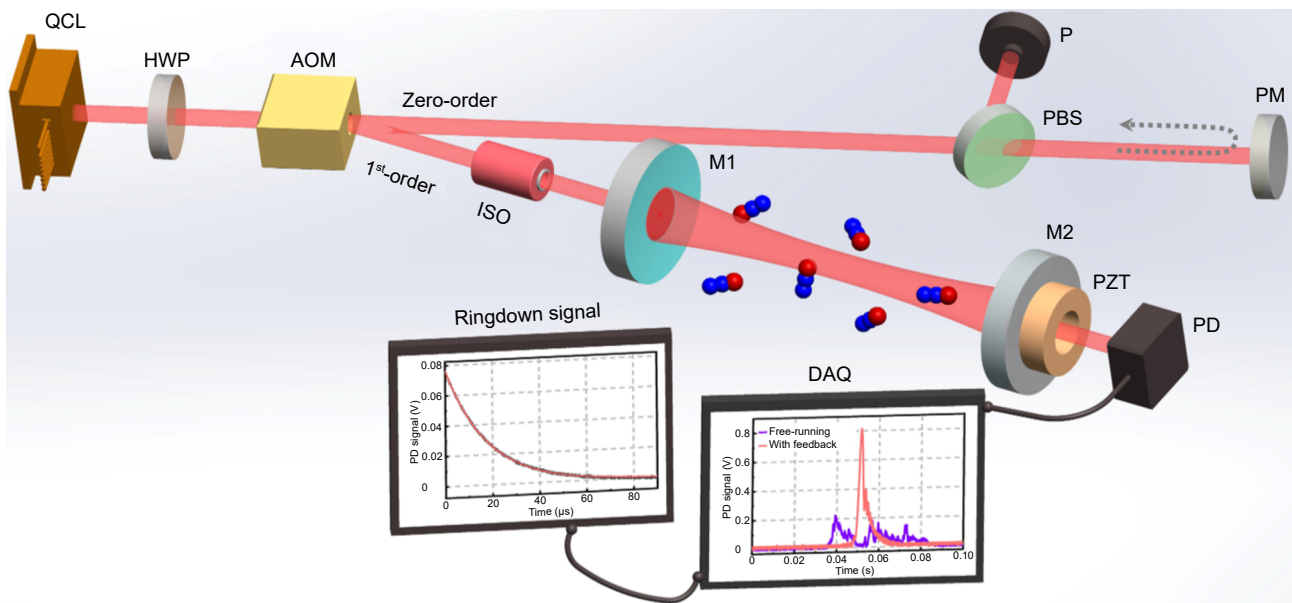 QCL
HWP
AOM
Zero-order
1st-order
ISO
M1
P
PBS
PM
M2
PZT
PD
Ringdown signal
PD signal (V)
0.08
0.06
0.04
0.02
0
0
20
40
60
80
Time (μs)
DAQ
Free-running
With feedback
PD signal (V)
0.8
0.6
0.4
0.2
0
0
0.02
0.04
0.06
0.08
0.10
Time (s)